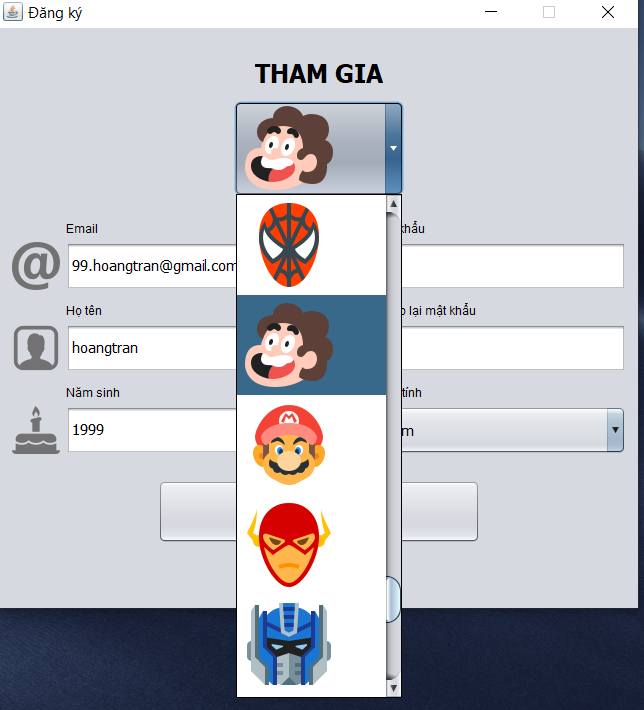 Đăng ký
THAM GIA
Email
khẩu
99.hoangtran@gmail.com
Họ tên
lại mật khẩu
hoangtran
Năm sinh
tính
1999
M